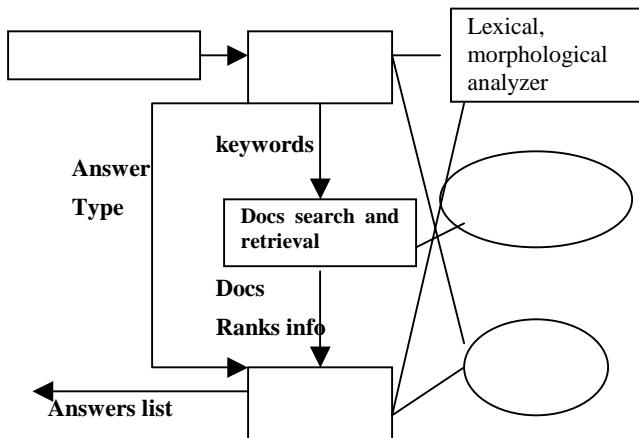 Lexical,
morphological
analyzer
keywords
Answer
Type
Docs search and
retrieval
Docs
Ranks info
Answers list